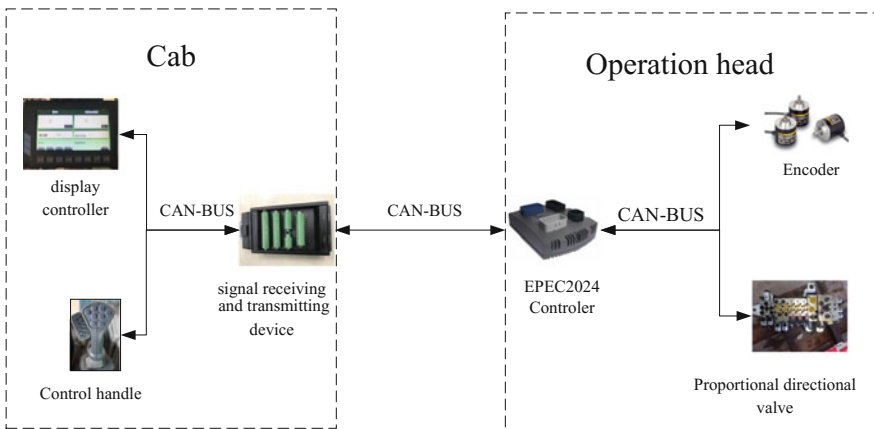 Cab
display
controller
CAN-BUS
signal receiving
and transmitting
device
Control handle
CAN-BUS
Operation head
Encoder
CAN-BUS
EPEC2024
Controler
Proportional directional
valve